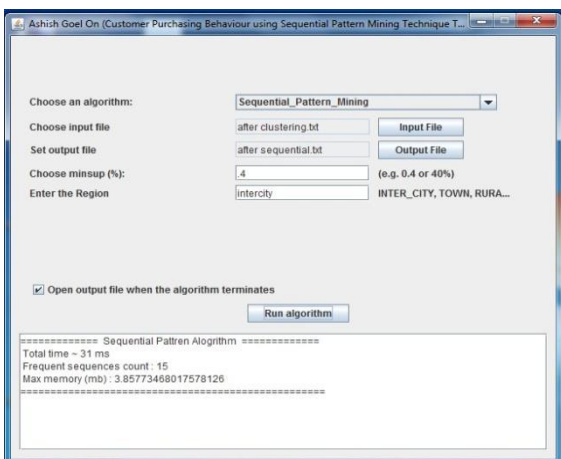 Ashish Goel On (Customer Purchasing Behaviour using Sequential Pattern Mining Technique T...
Choose an algorithm: Sequential_Pattern_Mining
Choose input file after clustering.txt Input File
Set output file after sequential.txt Output File
Choose minsup (%): .4 (e.g. 0.4 or 40%)
Enter the Region intercity INTER_CITY, TOWN, RURA...
Open output file when the algorithm terminates
Run algorithm
============= Sequential Pattren Alogrithm =============
Total time ~ 31 ms
Frequent sequences count : 15
Max memory (mb) : 3.85773468017578126
===================================================